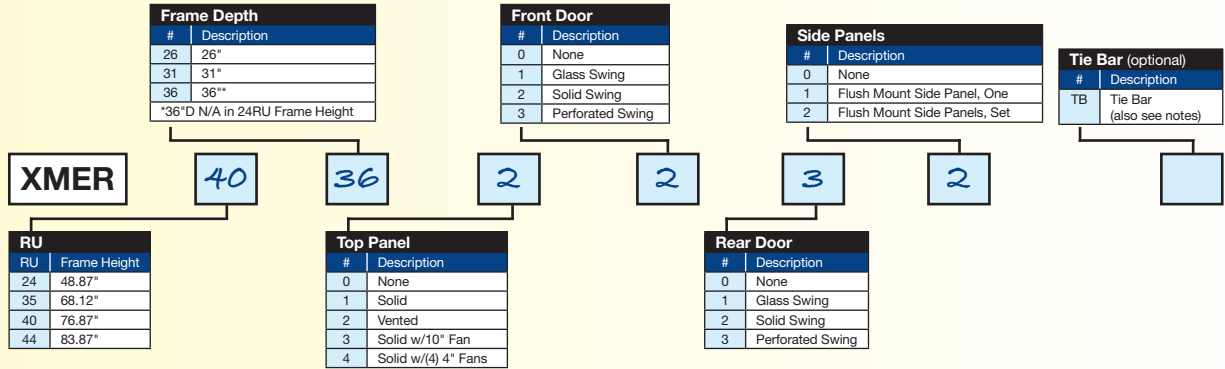 Frame Depth
# Description
26 26"
31 31"
36 36"*
*36"D N/A in 24RU Frame Height
Front Door
# Description
0 None
1 Glass Swing
2 Solid Swing
3 Perforated Swing
Side Panels
# Description
0 None
1 Flush Mount Side Panel, One
2 Flush Mount Side Panels, Set
Tie Bar (optional)
# Description
TB Tie Bar
(also see notes)
XMER 40 36 2 2 3 2
RU
RU Frame Height
24 48.87"
35 68.12"
40 76.87"
44 83.87"
Top Panel
# Description
0 None
1 Solid
2 Vented
3 Solid w/10" Fan
4 Solid w/(4) 4" Fans
Rear Door
# Description
0 None
1 Glass Swing
2 Solid Swing
3 Perforated Swing